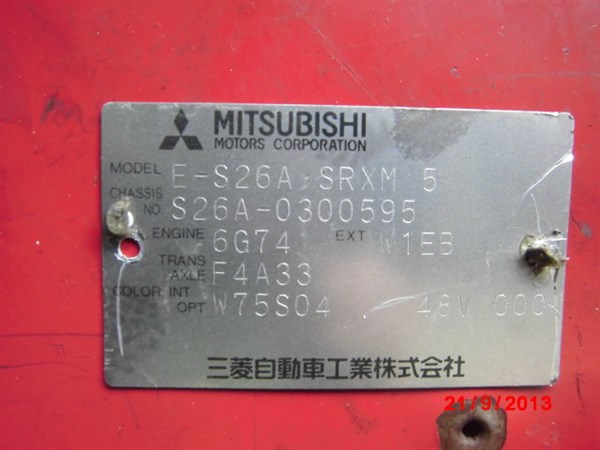 MITSUBISHI
MOTORS CORPORATION
MODEL E-S26A SRXM 5
CHASSIS NO. S26A-0300595
ENGINE 6G74 EXT W1EB
TRANS AXLE F4A33
COLOR INT OPT W75S04 48V 000
三菱自動車工業株式会社
21/9/2013